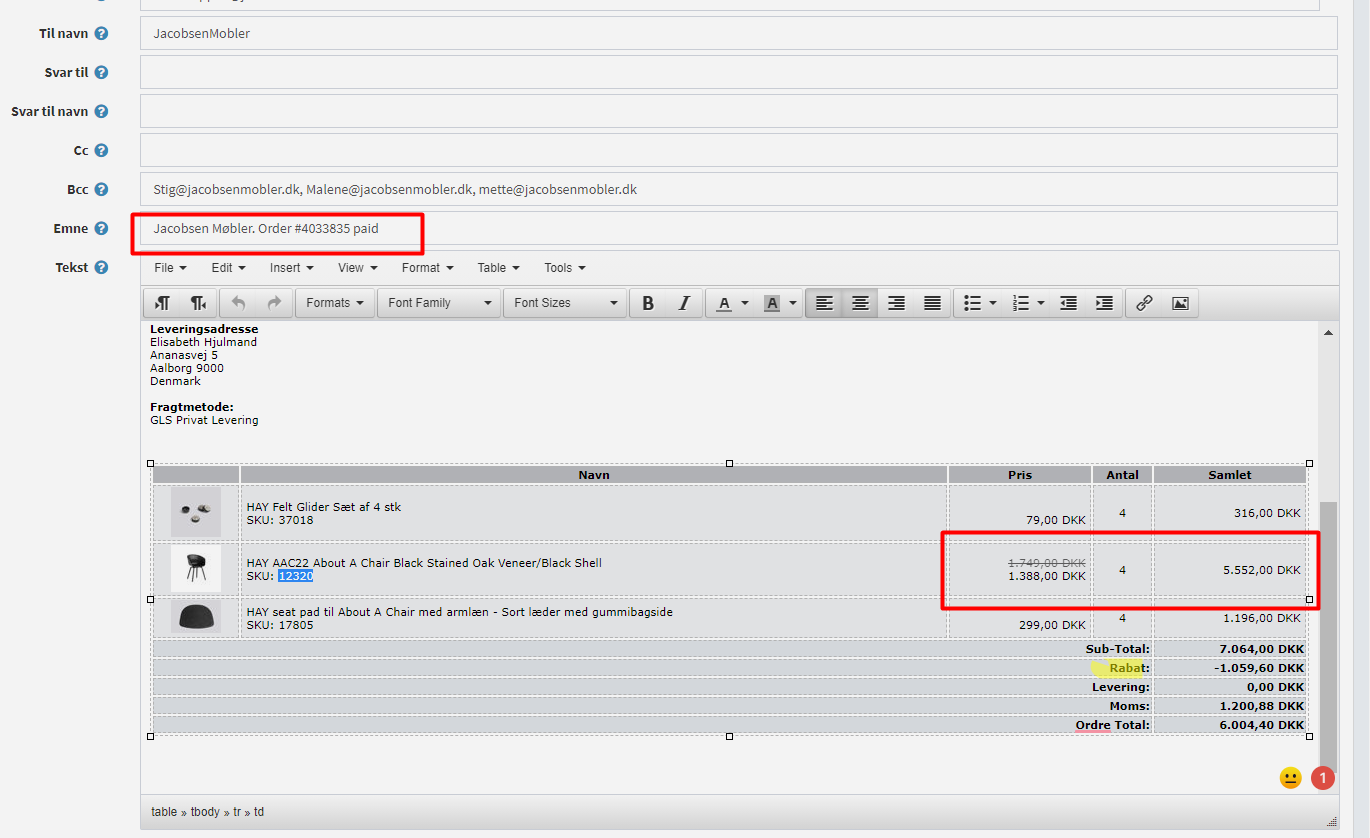 Til navn
JacobsenMobler
Svar til
Svar til navn
Cc
Bcc
Stig@jacobsenmobler.dk, Malene@jacobsenmobler.dk, mette@jacobsenmobler.dk
Emne
Jacobsen Møbler. Order #4033835 paid
Tekst
File Edit Insert View Format Table Tools
Formats Font Family Font Sizes B I A A
Leveringsadresse
Elisabeth Hjulmand
Ananasvej 5
Aalborg 9000
Denmark
Fragtmetode:
GLS Privat Levering
Navn Pris Antal Samlet
HAY Felt Glider Sæt af 4 stk
SKU: 37018
79,00 DKK 4 316,00 DKK
HAY AAC22 About A Chair Black Stained Oak Veneer/Black Shell
SKU: 12320
1.749,00 DKK
1.388,00 DKK 4 5.552,00 DKK
HAY seat pad til About A Chair med armlæn - Sort læder med gummibagside
SKU: 17805
299,00 DKK 4 1.196,00 DKK
Sub-Total: 7.064,00 DKK
Rabat: -1.059,60 DKK
Levering: 0,00 DKK
Moms: 1.200,88 DKK
Ordre Total: 6.004,40 DKK
1
table » tbody » tr » td